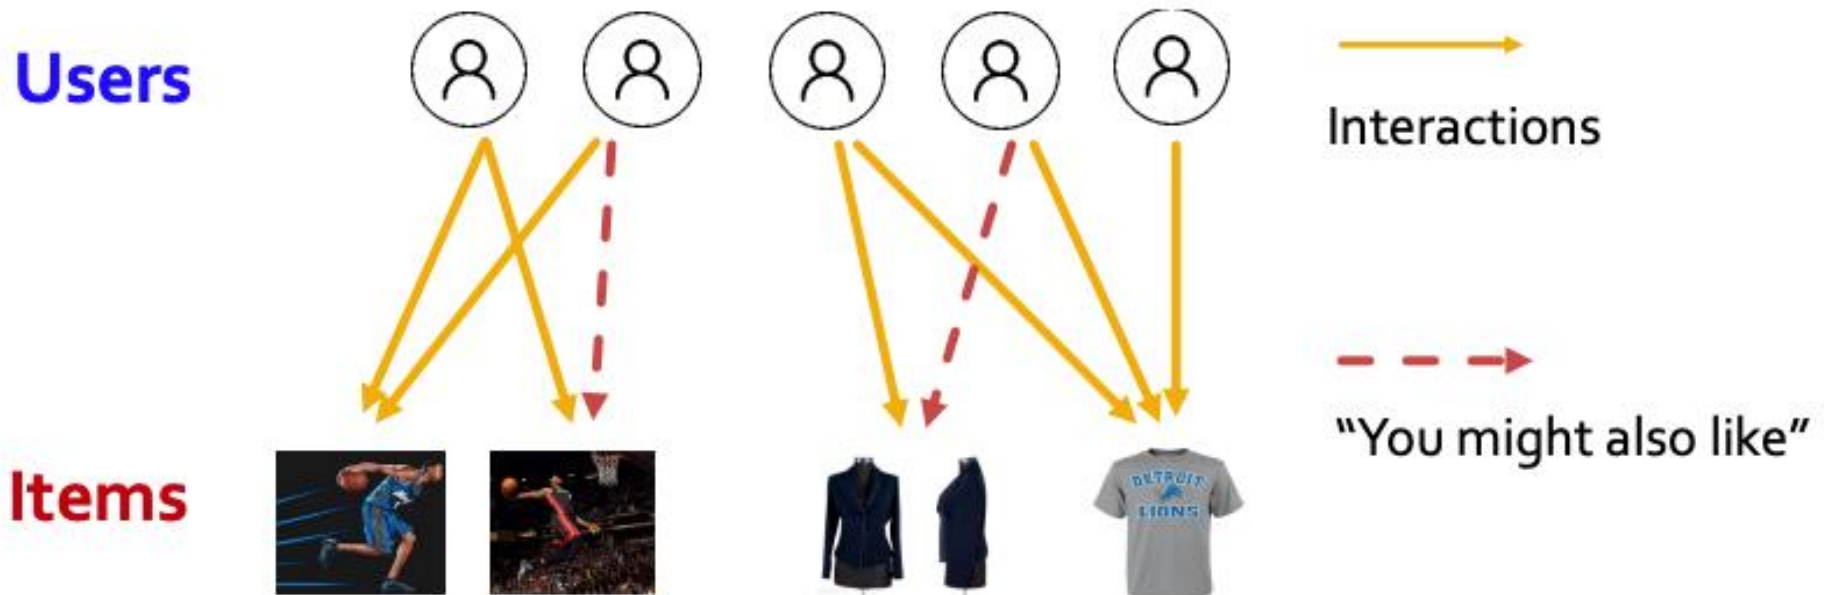 Users
Interactions
"You might also like"
Items
DETROIT
LIONS